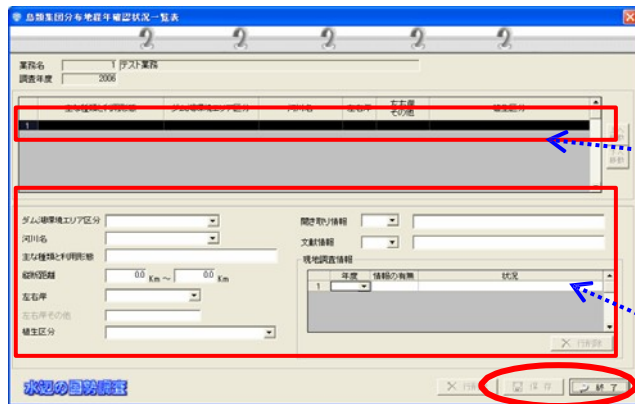 鳥類集団分布地経年確認状況一覧表
業務名 1 テスト業務
調査年度 2006
主な種類と利用形態 ダム湖環境エリア区分 河川名 左右岸 左右岸その他 植生区分
1
ダム湖環境エリア区分
河川名
主な種類と利用形態
縦断距離 0.0 Km ～ 0.0 Km
左右岸
左右岸その他
植生区分
聞き取り情報
文献情報
現地調査情報
年度 情報の有無 状況
1
行削除
水辺の国勢調査
行削除 保存 終了